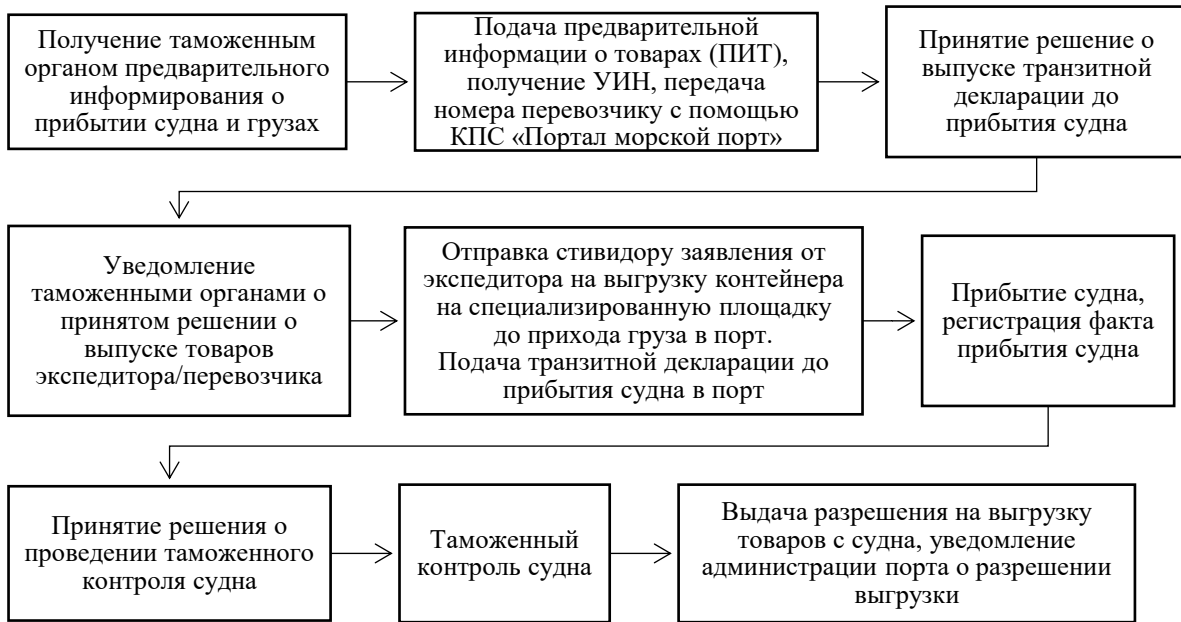 Получение таможенным
органом предварительного
информирования о
прибытии судна и грузах
Подача предварительной
информации о товарах (ПИТ),
получение УИН, передача
номера перевозчику с помощью
КПС «Портал морской порт»
Принятие решение о
выпуске транзитной
декларации до
прибытия судна
Уведомление
таможенными органами о
принятом решении о
выпуске товаров
экспедитора/перевозчика
Отправка стивидору заявления от
экспедитора на выгрузку контейнера
на специализированную площадку
до прихода груза в порт.
Подача транзитной декларации до
прибытия судна в порт
Прибытие судна,
регистрация факта
прибытия судна
Принятие решения о
проведении таможенного
контроля судна
Таможенный
контроль судна
Выдача разрешения на выгрузку
товаров с судна, уведомление
администрации порта о разрешении
выгрузки